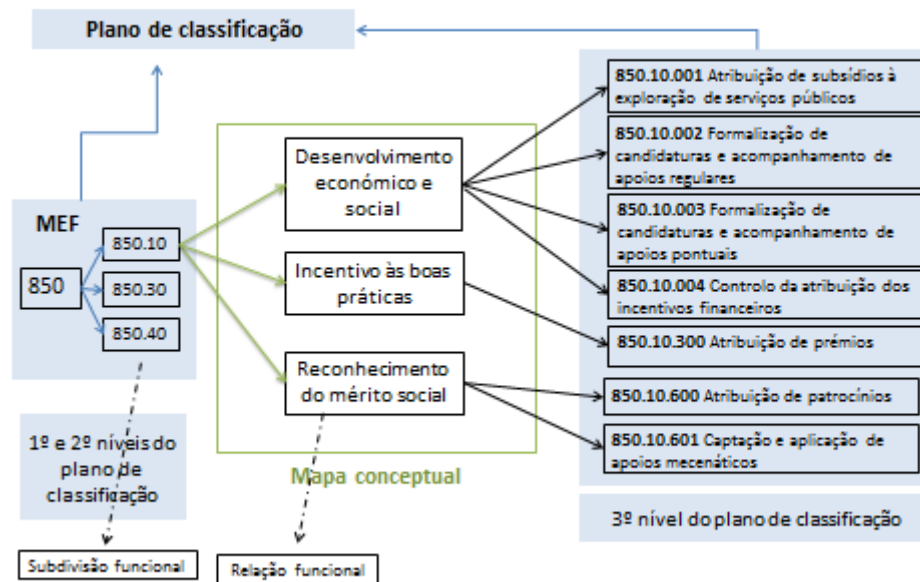 Plano de classificação
MEF
850
850.10
850.30
850.40
1º e 2º níveis do
plano de
classificação
Subdivisão funcional
Desenvolvimento
económico e
social
Incentivo às boas
práticas
Reconhecimento
do mérito social
Mapa conceptual
Relação funcional
850.10.001 Atribuição de subsídios à
exploração de serviços públicos
850.10.002 Formalização de
candidaturas e acompanhamento de
apoios regulares
850.10.003 Formalização de
candidaturas e acompanhamento de
apoios pontuais
850.10.004 Controlo da atribuição dos
incentivos financeiros
850.10.300 Atribuição de prémios
850.10.600 Atribuição de patrocínios
850.10.601 Captação e aplicação de
apoios mecenáticos
3º nível do plano de classificação